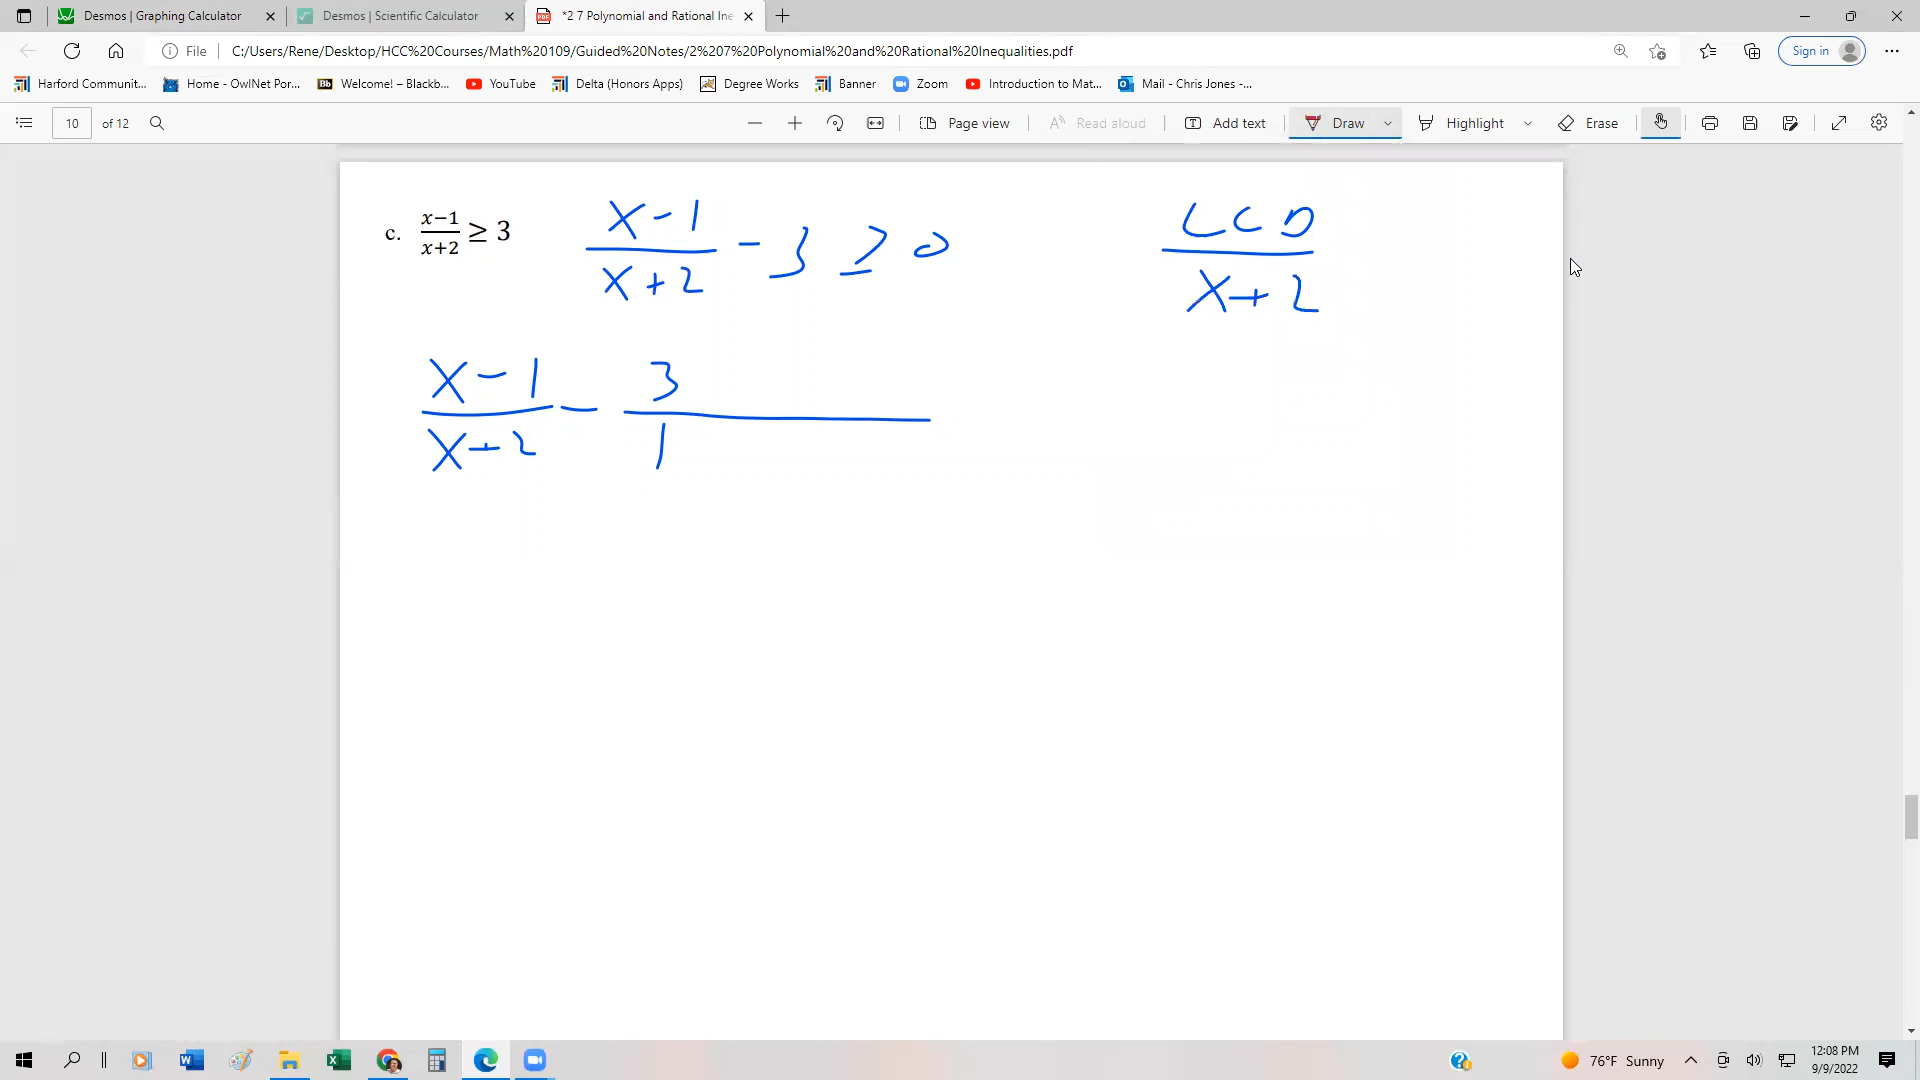 Desmos | Graphing Calculator
Desmos | Scientific Calculator
*2 7 Polynomial and Rational Ine
File
C:/Users/Rene/Desktop/HCC%20Courses/Math%20109/Guided%20Notes/2%207%20Polynomial%20and%20Rational%20Inequalities.pdf
Sign in
Harford Communit...
Home - OwlNet Por...
Bb Welcome! – Blackb...
YouTube
Delta (Honors Apps)
Degree Works
Banner
Zoom
Introduction to Mat...
Mail - Chris Jones -...
10 of 12
Page view
Read aloud
Add text
Draw
Highlight
Erase
c. x−1/x+2 ≥ 3
x-1/x+2 - 3 ≥ 0
LCD
x+2
x-1/x+2 - 3/1
76°F Sunny
12:08 PM
9/9/2022